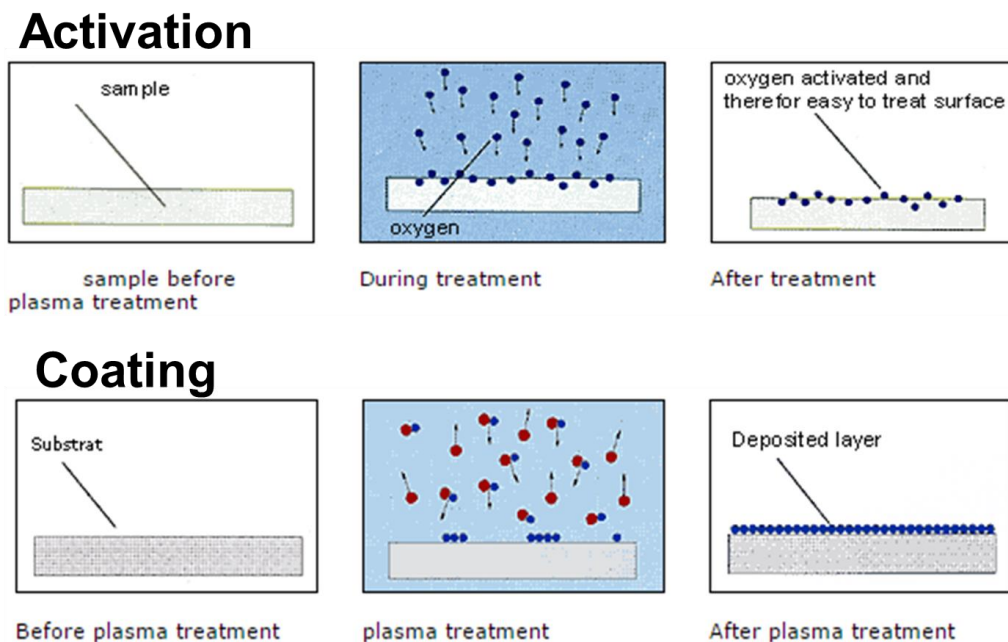 Activation
sample
oxygen
oxygen activated and
therefor easy to treat surface
sample before
plasma treatment
During treatment
After treatment
Coating
Substrat
Deposited layer
Before plasma treatment
plasma treatment
After plasma treatment